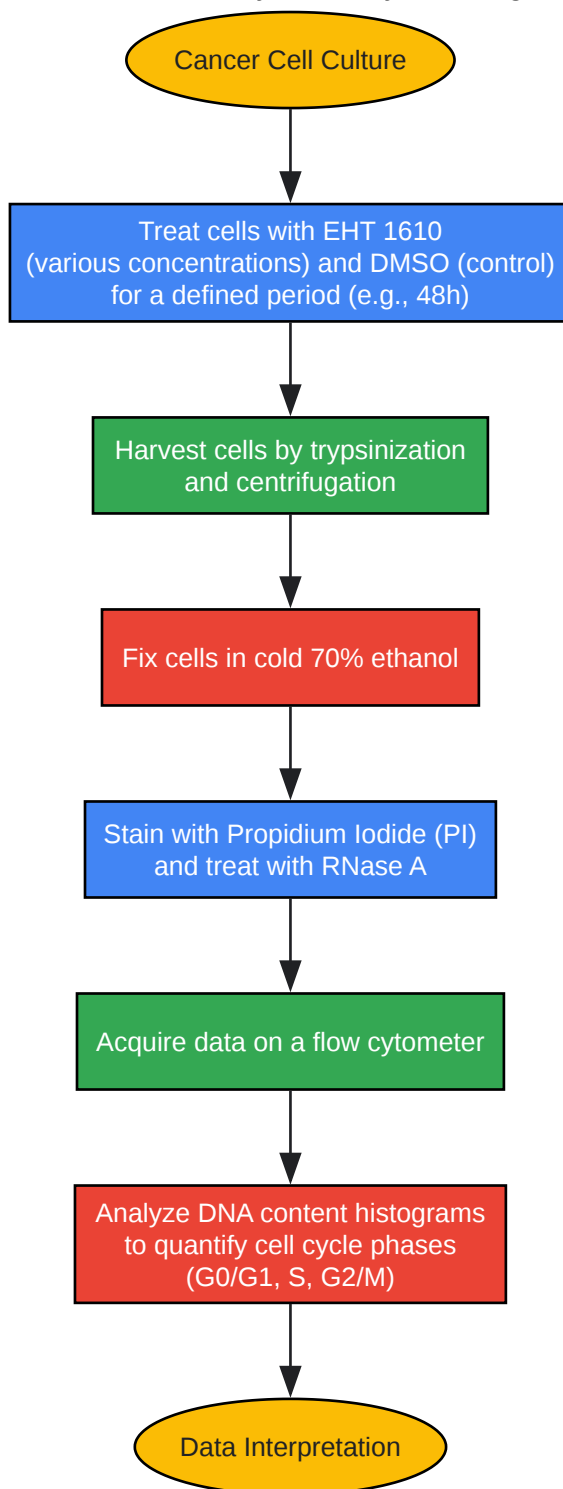 Cancer Cell Culture
Treat cells with EHT 1610
(various concentrations) and DMSO (control)
for a defined period (e.g., 48h)
Harvest cells by trypsinization
and centrifugation
Fix cells in cold 70% ethanol
Stain with Propidium Iodide (PI)
and treat with RNase A
Acquire data on a flow cytometer
Analyze DNA content histograms
to quantify cell cycle phases
(G0/G1, S, G2/M)
Data Interpretation